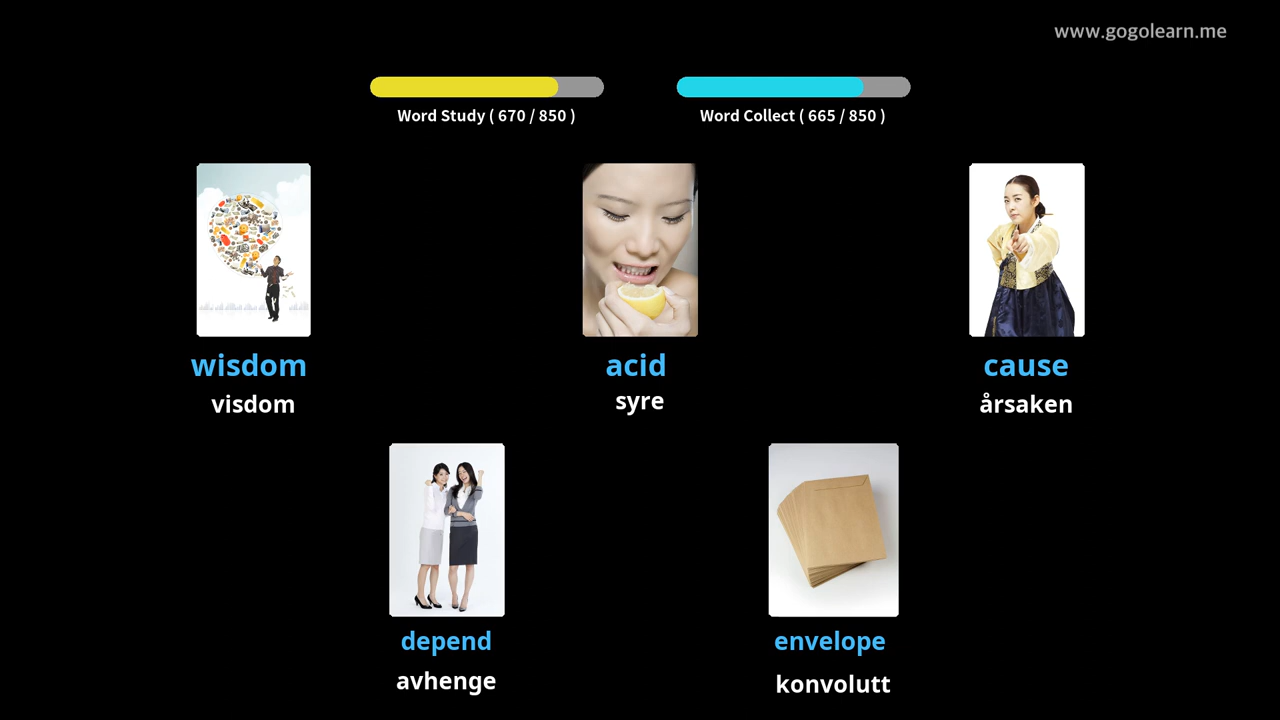 www.gogolearn.me
Word Study ( 670 / 850 )
Word Collect ( 665 / 850 )
wisdom
visdom
acid
syre
cause
årsaken
depend
avhenge
envelope
konvolutt